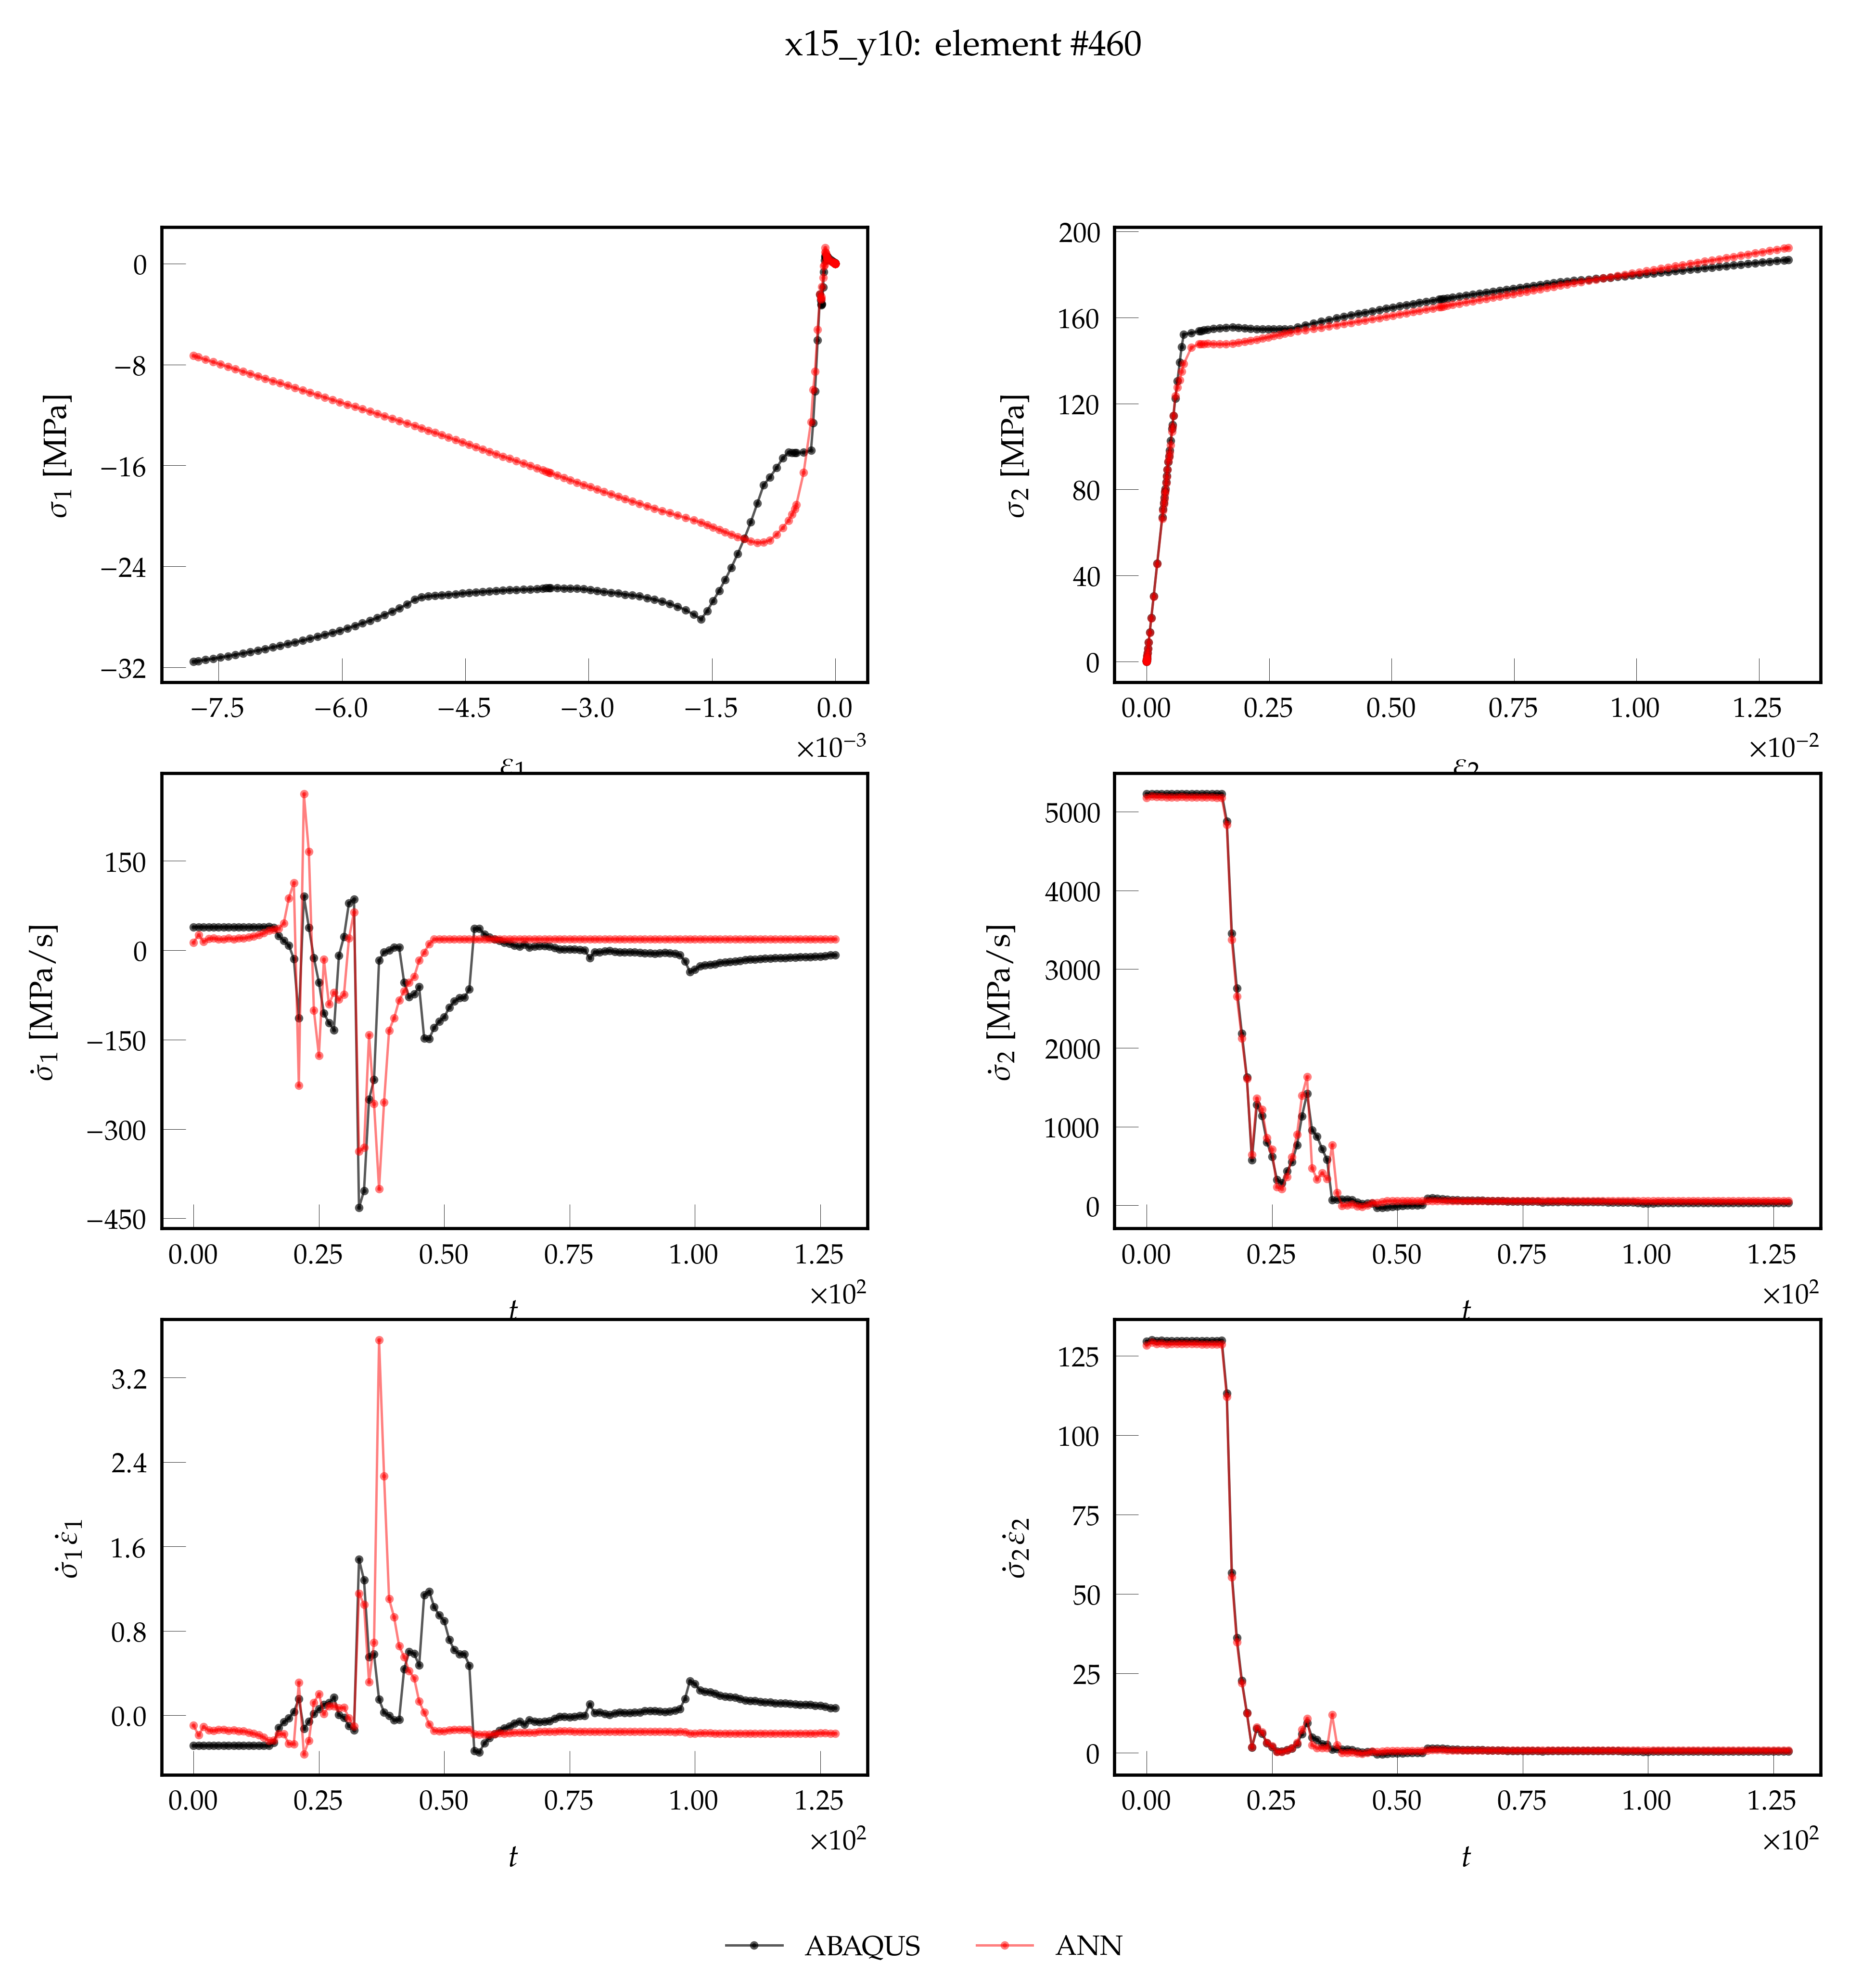 x15_y10: element #460
σ₁ [MPa]
0
−8
−16
−24
−32
−7.5 −6.0 −4.5 −3.0 −1.5 0.0
×10⁻³
ε₁
σ₂ [MPa]
200
160
120
80
40
0
0.00 0.25 0.50 0.75 1.00 1.25
×10⁻²
ε₂
σ̇₁ [MPa/s]
150
0
−150
−300
−450
0.00 0.25 0.50 0.75 1.00 1.25
×10²
t
σ̇₂ [MPa/s]
5000
4000
3000
2000
1000
0
0.00 0.25 0.50 0.75 1.00 1.25
×10²
t
σ̇₁ε̇₁
3.2
2.4
1.6
0.8
0.0
0.00 0.25 0.50 0.75 1.00 1.25
×10²
t
σ̇₂ε̇₂
125
100
75
50
25
0
0.00 0.25 0.50 0.75 1.00 1.25
×10²
t
ABAQUS ANN